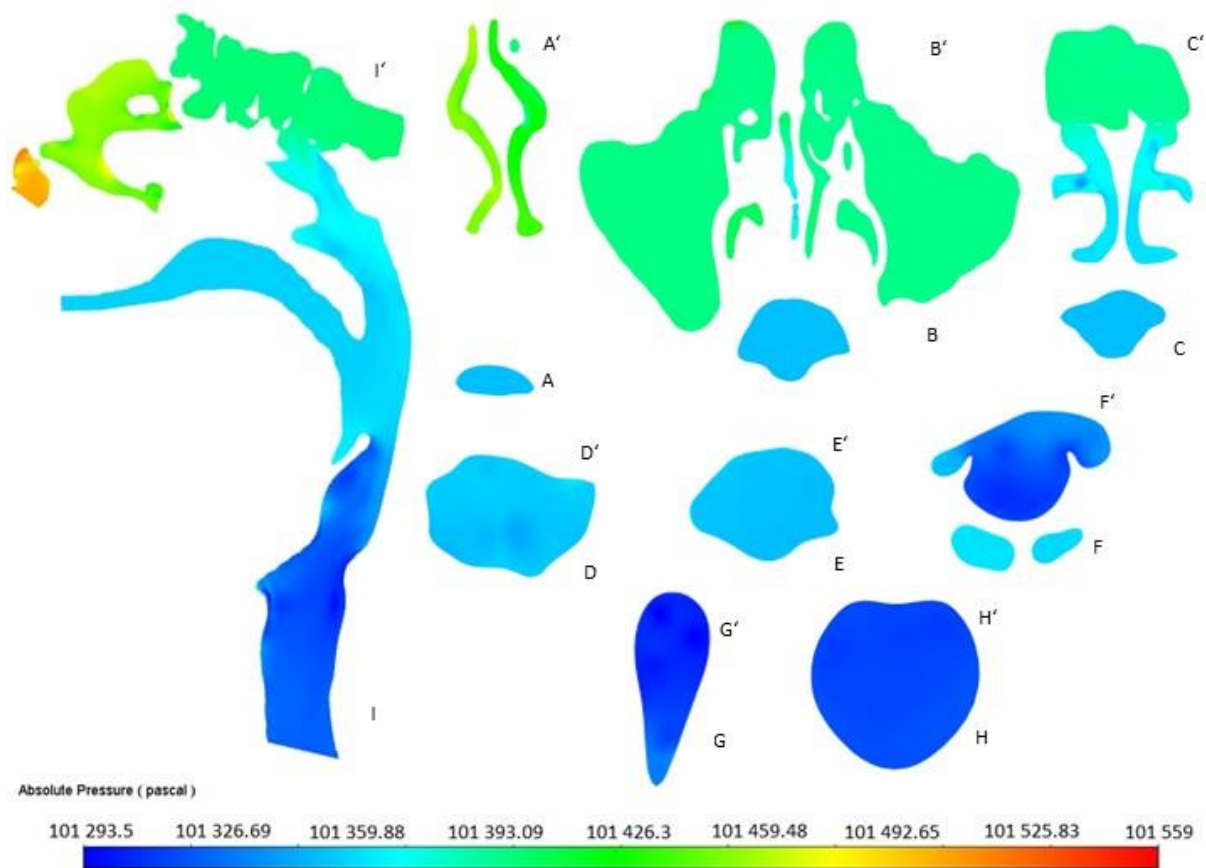 A‘
B‘
C‘
I‘
B
C
A
F‘
D‘
E‘
F
D
E
G‘
H‘
I
G
H
Absolute Pressure ( pascal )
101 293.5 101 326.69 101 359.88 101 393.09 101 426.3 101 459.48 101 492.65 101 525.83 101 559